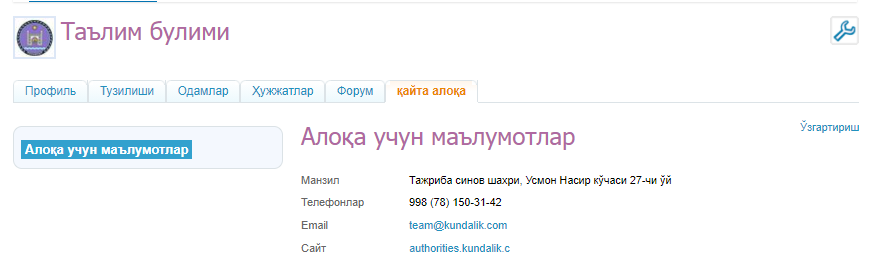 Таълим булими
Профиль Тузилиши Одамлар Ҳужжатлар Форум қайта алоқа
Алоқа учун маълумотлар
Алоқа учун маълумотлар
Ўзгартириш
Манзил Тажриба синов шахри, Усмон Насир кўчаси 27-чи ўй
Телефонлар 998 (78) 150-31-42
Email team@kundalik.com
Сайт authorities.kundalik.c